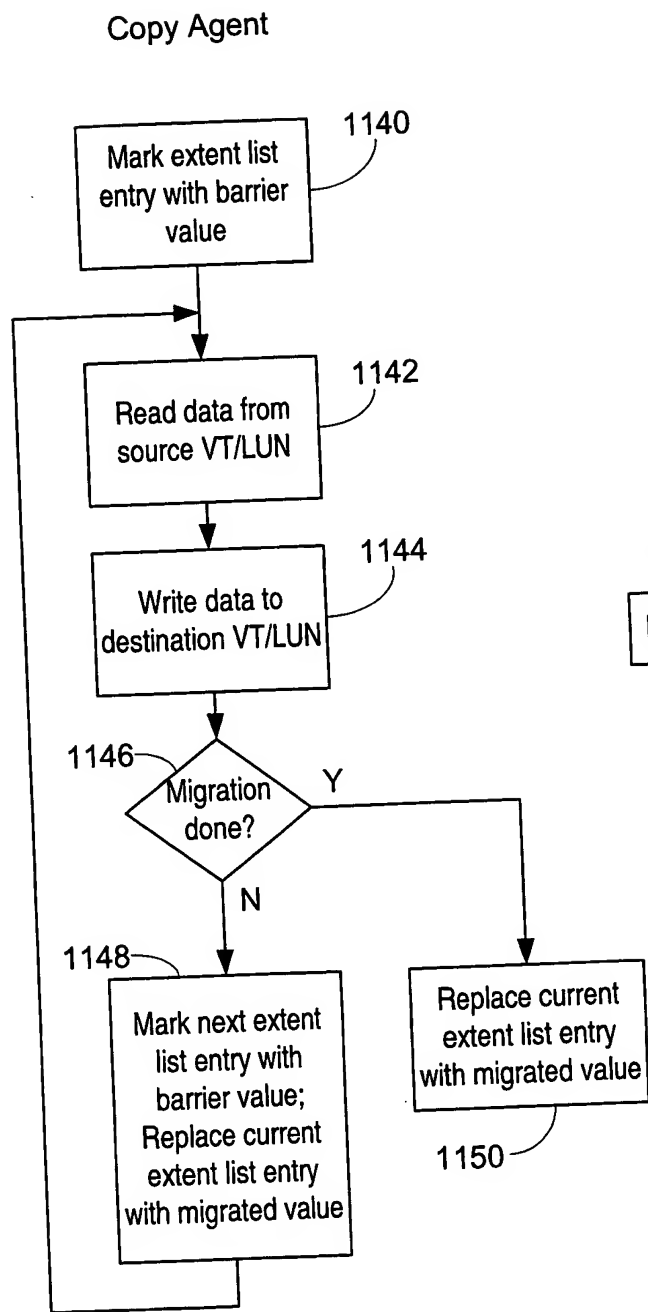 Copy Agent
1140
Mark extent list
entry with barrier
value
1142
Read data from
source VT/LUN
1144
Write data to
destination VT/LUN
1146
Migration
done?
Y
N
1148
Mark next extent
list entry with
barrier value;
Replace current
extent list entry
with migrated value
Replace current
extent list entry
with migrated value
1150